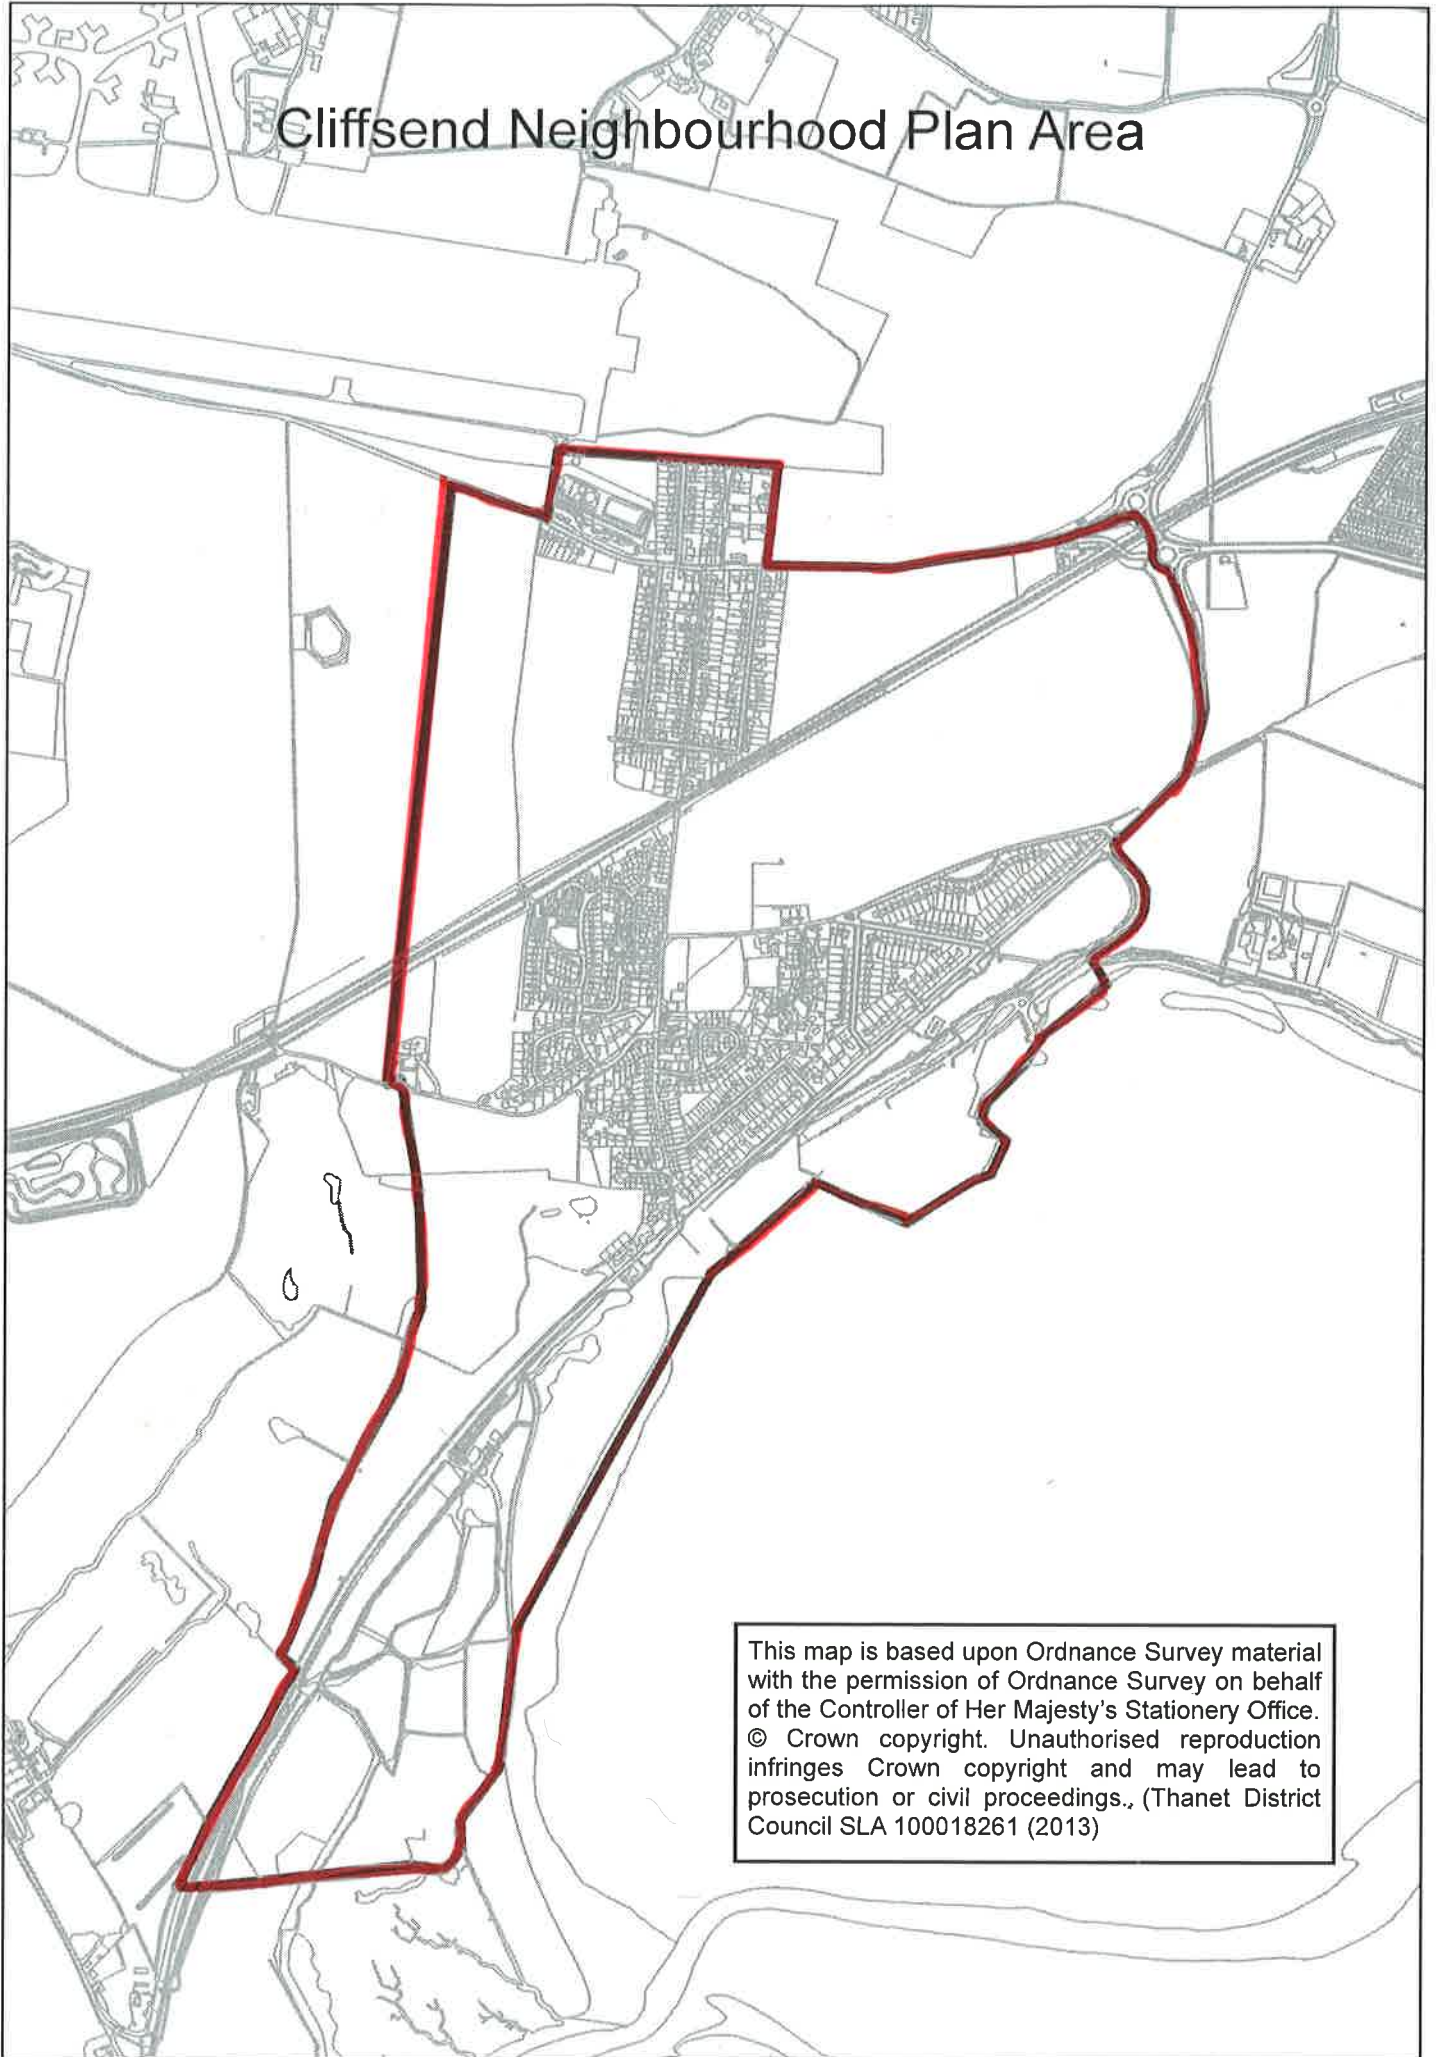 Cliffsend Neighbourhood Plan Area
This map is based upon Ordnance Survey material
with the permission of Ordnance Survey on behalf
of the Controller of Her Majesty's Stationery Office.
© Crown copyright. Unauthorised reproduction
infringes Crown copyright and may lead to
prosecution or civil proceedings., (Thanet District
Council SLA 100018261 (2013)